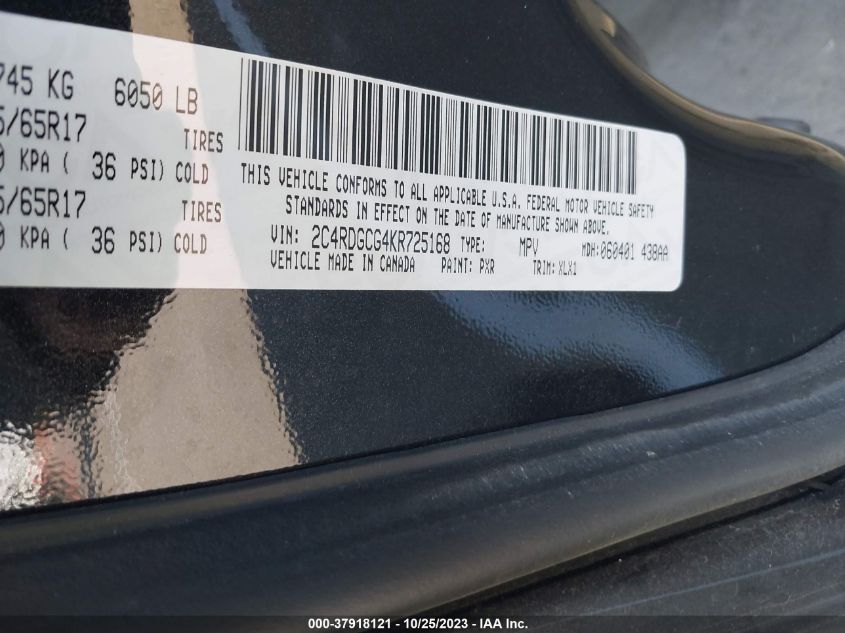 745 KG 6050 LB
5/65R17 TIRES
0 KPA ( 36 PSI) COLD
5/65R17 TIRES
0 KPA ( 36 PSI) COLD
THIS VEHICLE CONFORMS TO ALL APPLICABLE U.S.A. FEDERAL MOTOR VEHICLE SAFETY
STANDARDS IN EFFECT ON THE DATE OF MANUFACTURE SHOWN ABOVE.
VIN: 2C4RDGCG4KR725168 TYPE: MPV MDH:060401 438AA
VEHICLE MADE IN CANADA PAINT: PXR TRIM: XLX1
000-37918121 - 10/25/2023 - IAA Inc.